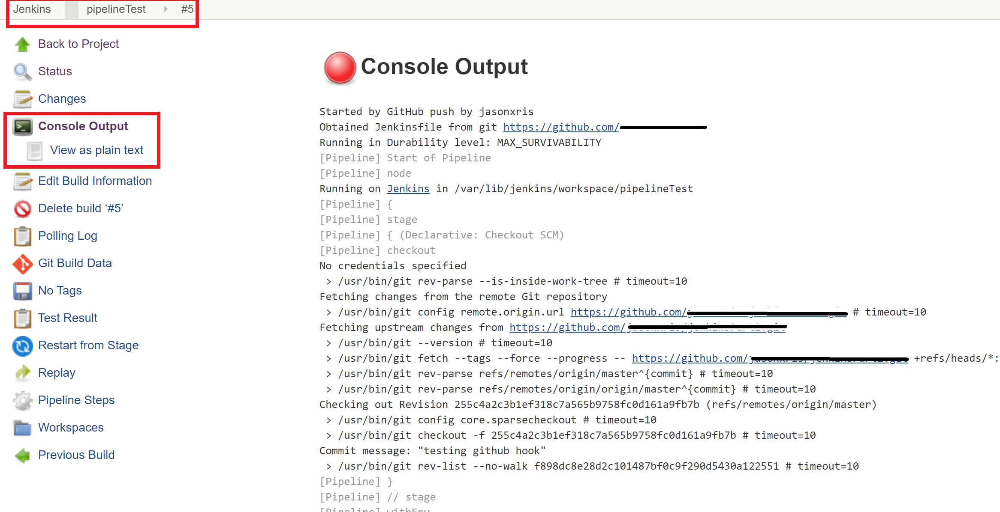 Jenkins pipelineTest #5
Back to Project
Status
Changes
Console Output
View as plain text
Edit Build Information
Delete build ‘#5’
Polling Log
Git Build Data
No Tags
Test Result
Restart from Stage
Replay
Pipeline Steps
Workspaces
Previous Build
Console Output
Started by GitHub push by jasonxris
Obtained Jenkinsfile from git https://github.com/
Running in Durability level: MAX_SURVIVABILITY
[Pipeline] Start of Pipeline
[Pipeline] node
Running on Jenkins in /var/lib/jenkins/workspace/pipelineTest
[Pipeline] {
[Pipeline] stage
[Pipeline] { (Declarative: Checkout SCM)
[Pipeline] checkout
No credentials specified
> /usr/bin/git rev-parse --is-inside-work-tree # timeout=10
Fetching changes from the remote Git repository
> /usr/bin/git config remote.origin.url https://github.com/ # timeout=10
Fetching upstream changes from https://github.com/
> /usr/bin/git --version # timeout=10
> /usr/bin/git fetch --tags --force --progress -- https://github.com/ +refs/heads/*:
> /usr/bin/git rev-parse refs/remotes/origin/master^{commit} # timeout=10
> /usr/bin/git rev-parse refs/remotes/origin/origin/master^{commit} # timeout=10
Checking out Revision 255c4a2c3b1ef318c7a565b9758fc0d161a9fb7b (refs/remotes/origin/master)
> /usr/bin/git config core.sparsecheckout # timeout=10
> /usr/bin/git checkout -f 255c4a2c3b1ef318c7a565b9758fc0d161a9fb7b # timeout=10
Commit message: "testing github hook"
> /usr/bin/git rev-list --no-walk f898dc8e28d2c101487bf0c9f290d5430a122551 # timeout=10
[Pipeline] }
[Pipeline] // stage
[Pipeline] withEnv